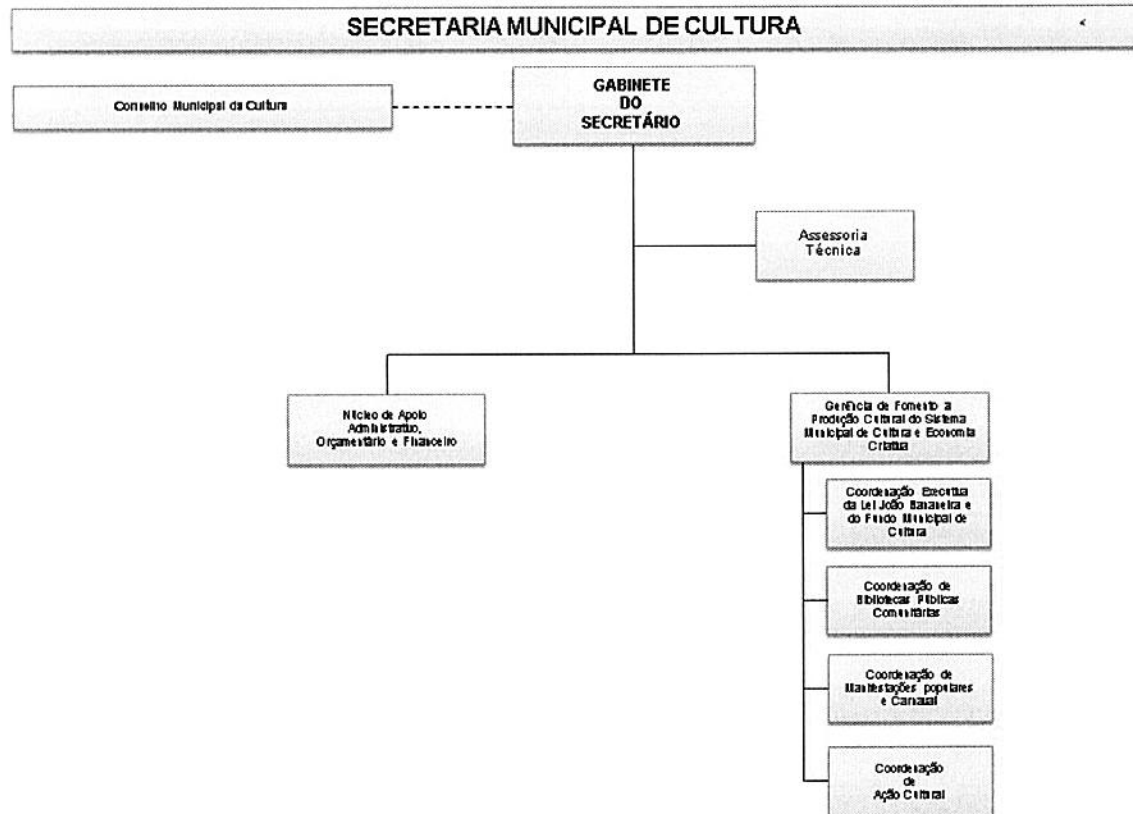 SECRETARIA MUNICIPAL DE CULTURA
Conselho Municipal de Cultura
GABINETE
DO
SECRETÁRIO
Assessoria
Técnica
Núcleo de Apoio
Administrativo,
Orçamentário e Financeiro
Gerência de Fomento a
Produção Cultural do Sistema
Municipal de Cultura e Economia
Criativa
Coordenação Executiva
da Lei João Bananeira e
do Fundo Municipal de
Cultura
Coordenação de
Bibliotecas Públicas
Comunitárias
Coordenação de
Manifestações populares
e Carnaval
Coordenação
de
Ação Cultural